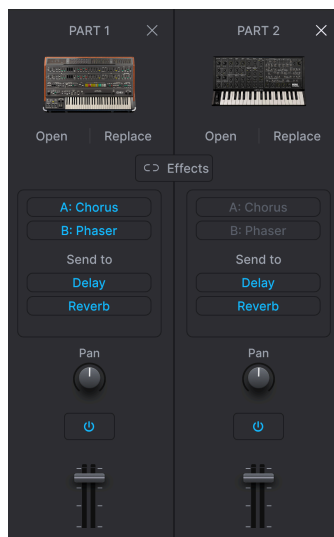 PART 1
PART 2
Open
Replace
Open
Replace
Effects
A: Chorus
B: Phaser
Send to
Delay
Reverb
A: Chorus
B: Phaser
Send to
Delay
Reverb
Pan
Pan